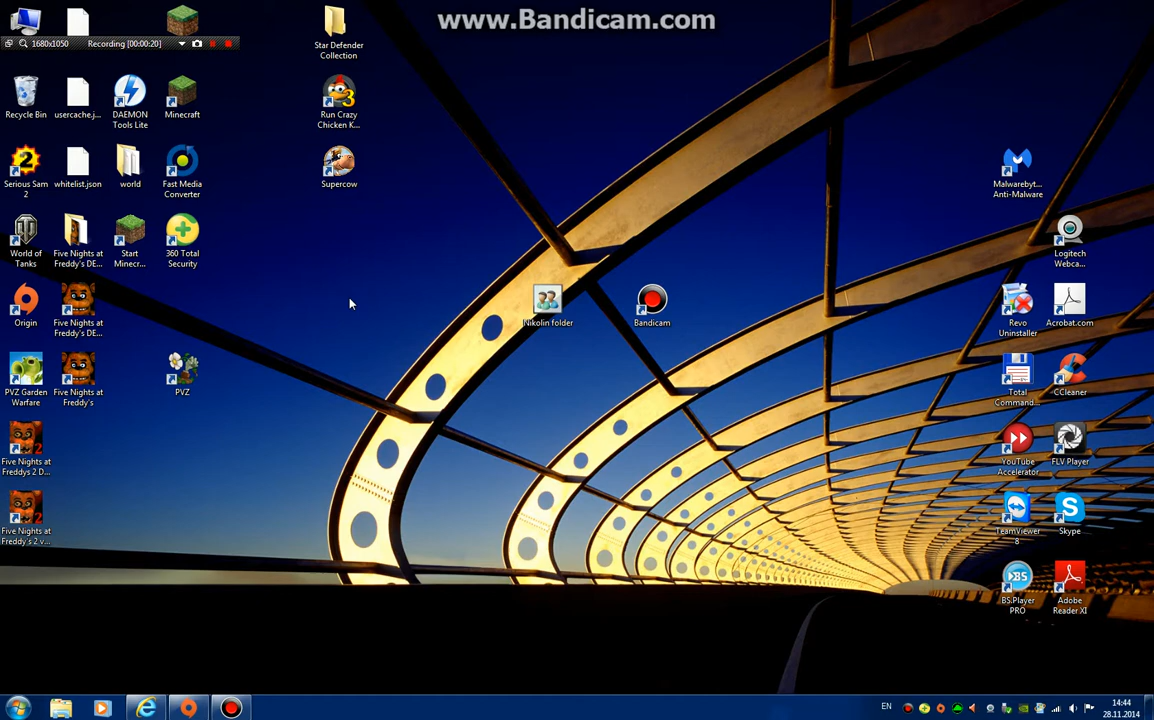 www.Bandicam.com
1680x1050
Recording [00:00:20]
Star Defender
Collection
Recycle Bin
usercache.j...
DAEMON
Tools Lite
Minecraft
Run Crazy
Chicken K...
Serious Sam
2
whitelist.json
world
Fast Media
Converter
Supercow
Malwarebyt...
Anti-Malware
World of
Tanks
Five Nights at
Freddy's DE...
Start
Minecr...
360 Total
Security
Logitech
Webca...
Origin
Five Nights at
Freddy's DE...
Nikolin folder
Bandicam
Revo
Uninstaller
Acrobat.com
PVZ Garden
Warfare
Five Nights at
Freddy's
PVZ
Total
Comman...
CCleaner
Five Nights at
Freddys 2 D...
YouTube
Accelerator
FLV Player
Five Nights at
Freddy's 2 v...
TeamViewer
8
Skype
BS.Player
PRO
Adobe
Reader XI
EN
14:44
28.11.2014